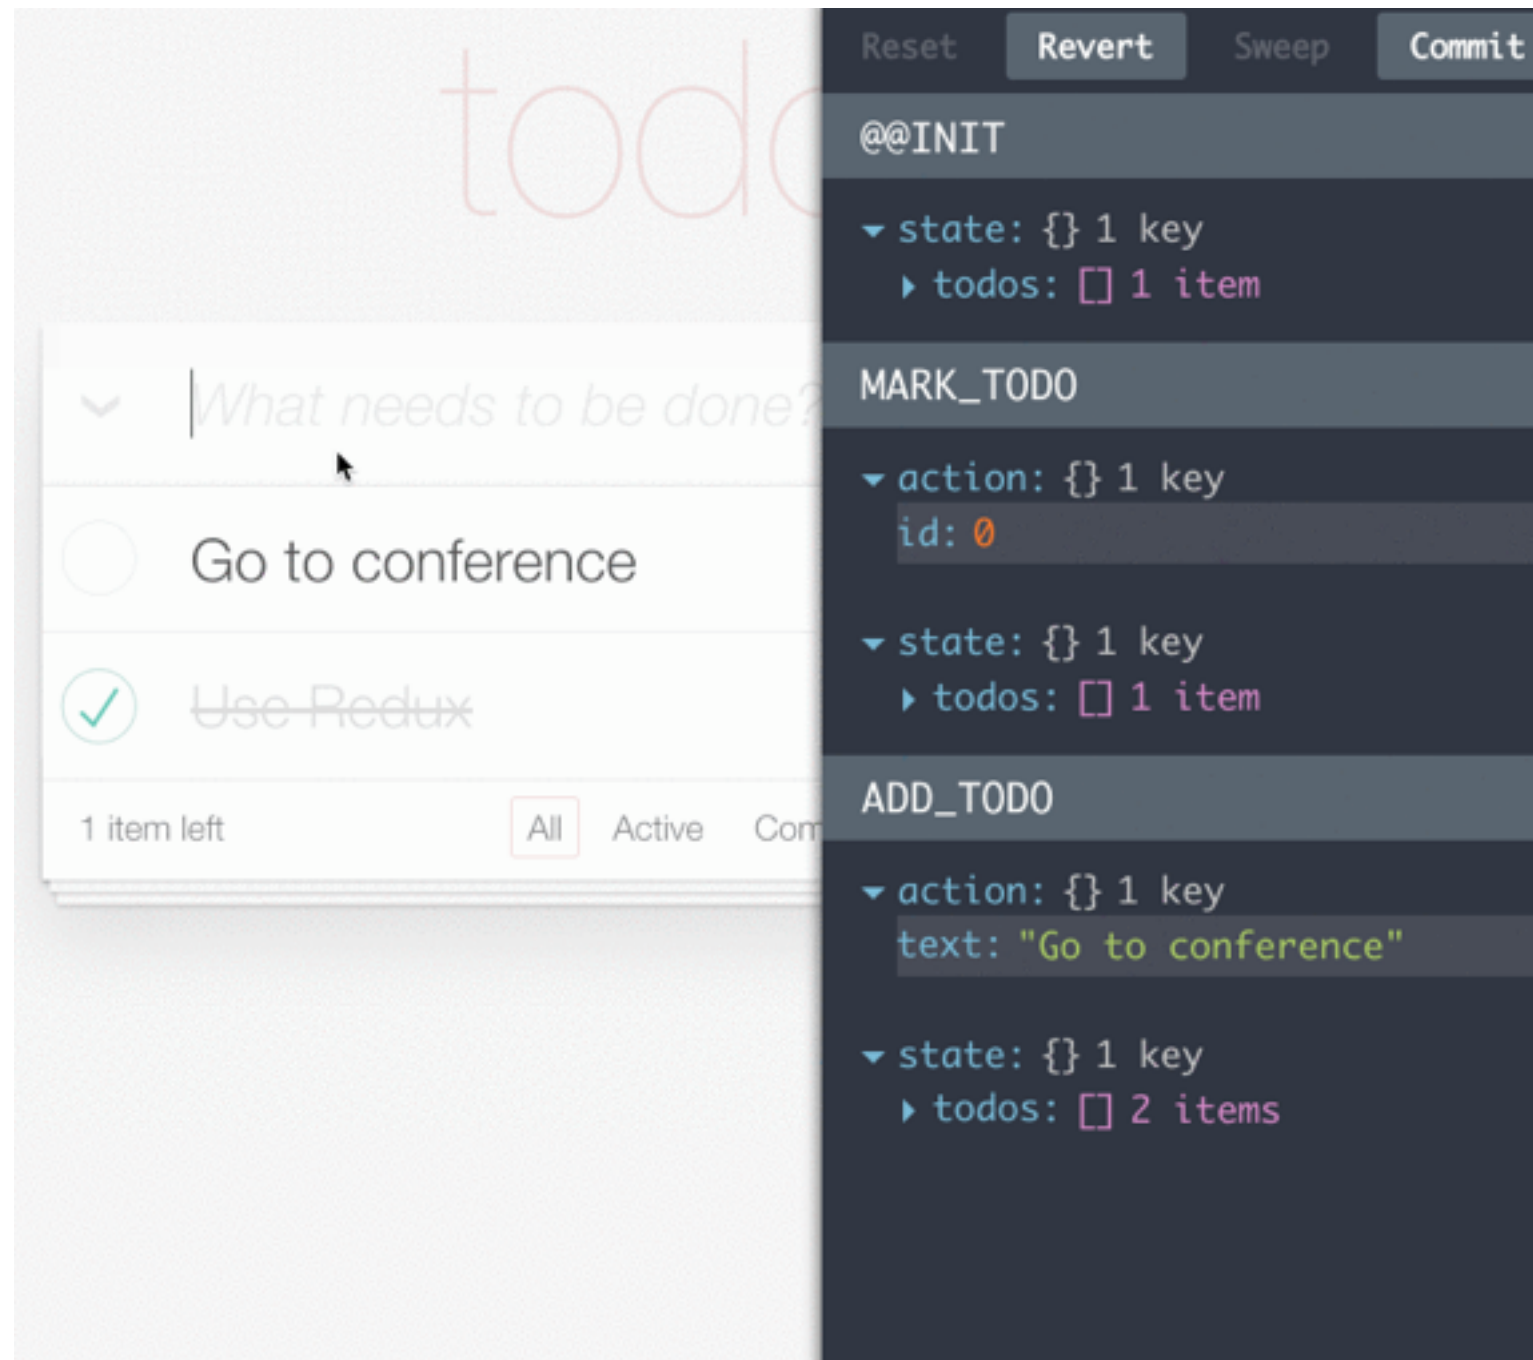 todo
What needs to be done?
Go to conference
Use Redux
1 item left
All Active Com
Reset Revert Sweep Commit
@@INIT
state: {} 1 key
todos: [] 1 item
MARK_TODO
action: {} 1 key
id: 0
state: {} 1 key
todos: [] 1 item
ADD_TODO
action: {} 1 key
text: "Go to conference"
state: {} 1 key
todos: [] 2 items